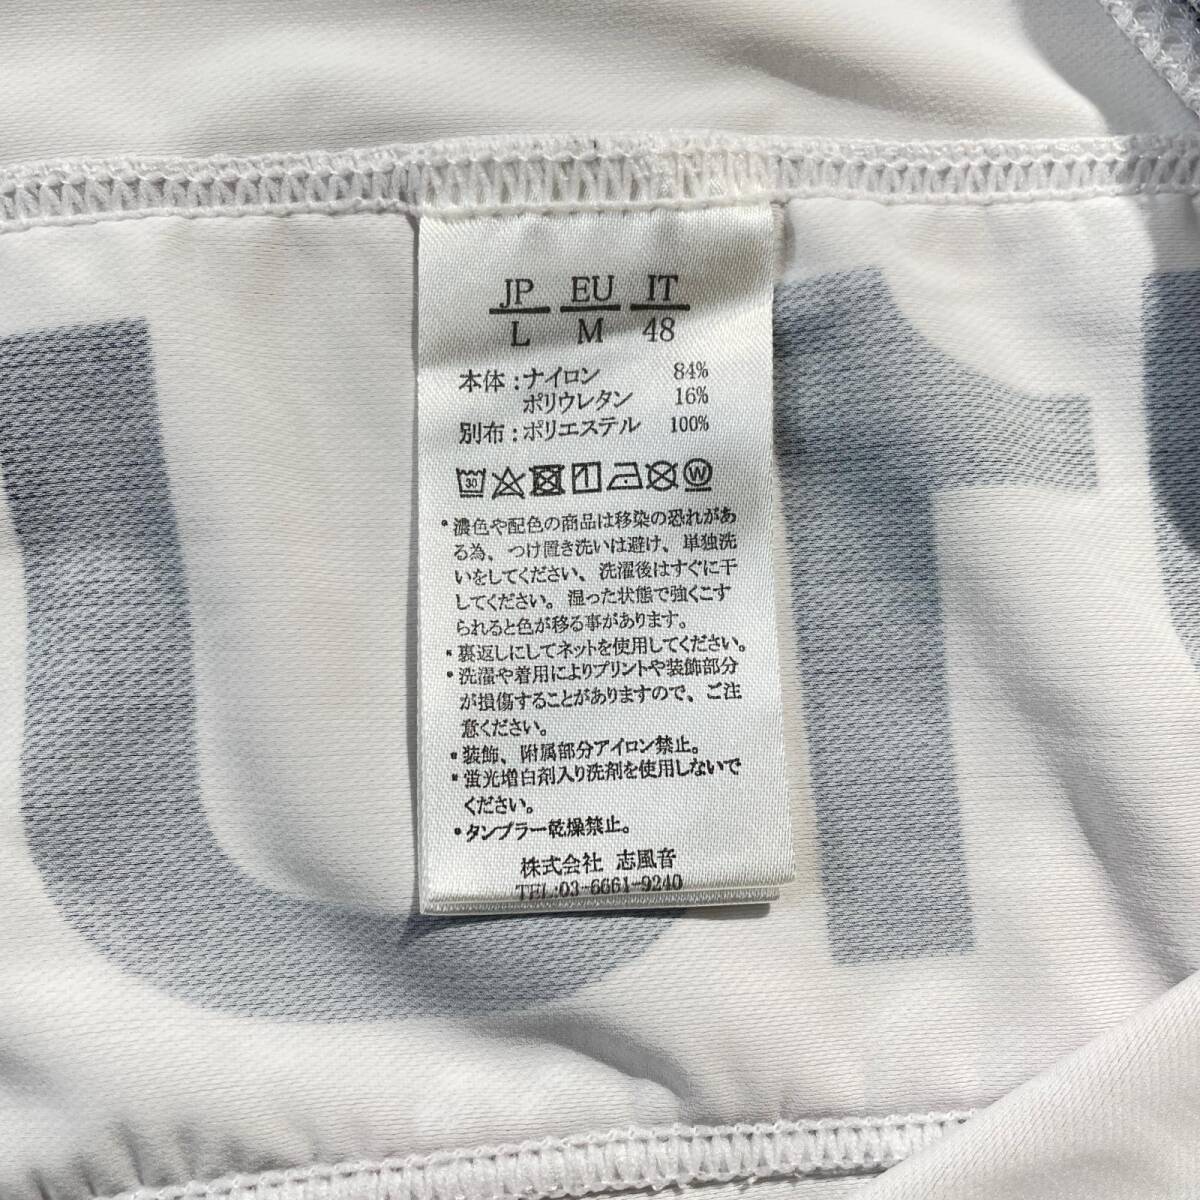 JP EU IT
L M 48
本体：ナイロン 84%
ポリウレタン 16%
別布：ポリエステル 100%
30 W
・濃色や配色の商品は移染の恐れがあ
る為、つけ置き洗いは避け、単独洗
いをしてください、洗濯後はすぐに干
してください。湿った状態で強くこす
られると色が移る事があります。
・裏返しにしてネットを使用してください。
・洗濯や着用によりプリントや装飾部分
が損傷することがありますので、ご注
意ください。
・装飾、附属部分アイロン禁止。
・蛍光増白剤入り洗剤を使用しないで
ください。
・タンブラー乾燥禁止。
株式会社 志風音
TEL:03-6661-9240